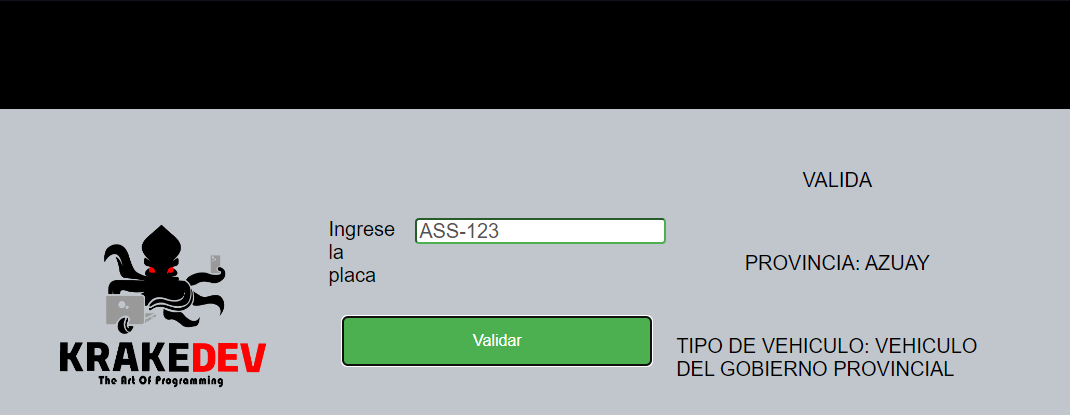 VALIDA
Ingrese
la
placa
ASS-123
PROVINCIA: AZUAY
Validar
TIPO DE VEHICULO: VEHICULO
DEL GOBIERNO PROVINCIAL
KRAKEDEV
The Art Of Programming